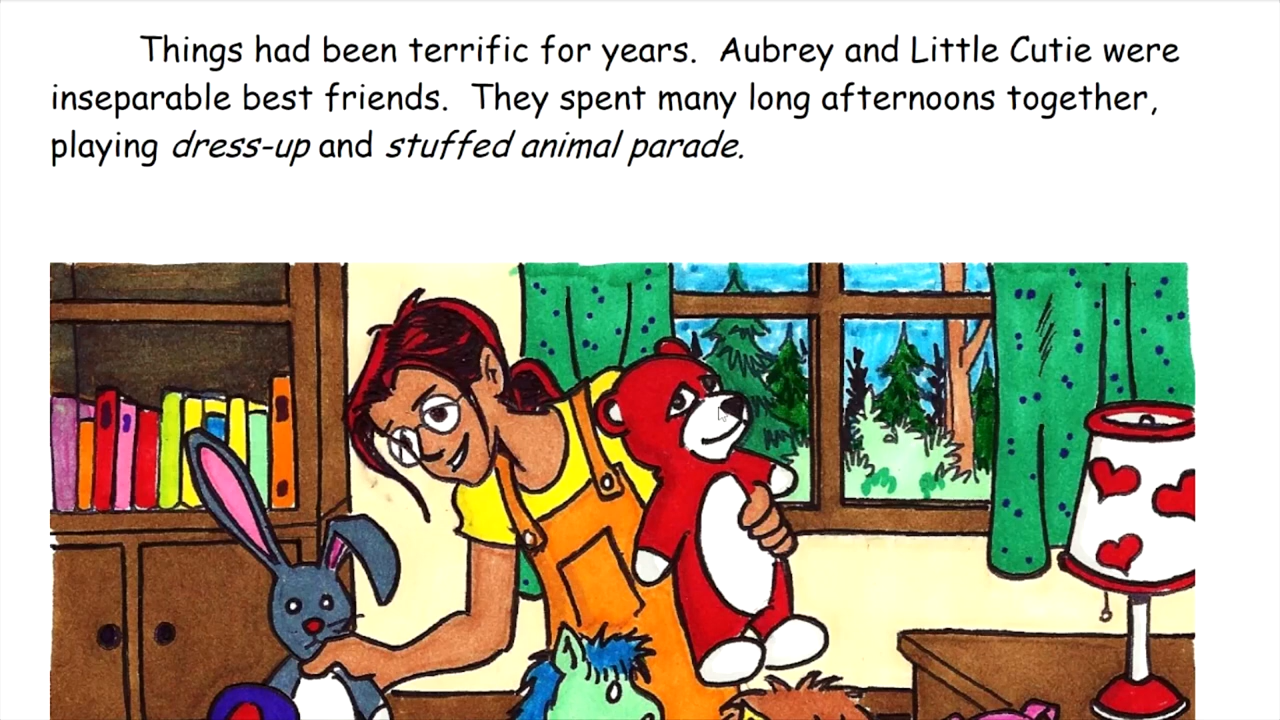 Things had been terrific for years. Aubrey and Little Cutie were
inseparable best friends. They spent many long afternoons together,
playing dress-up and stuffed animal parade.